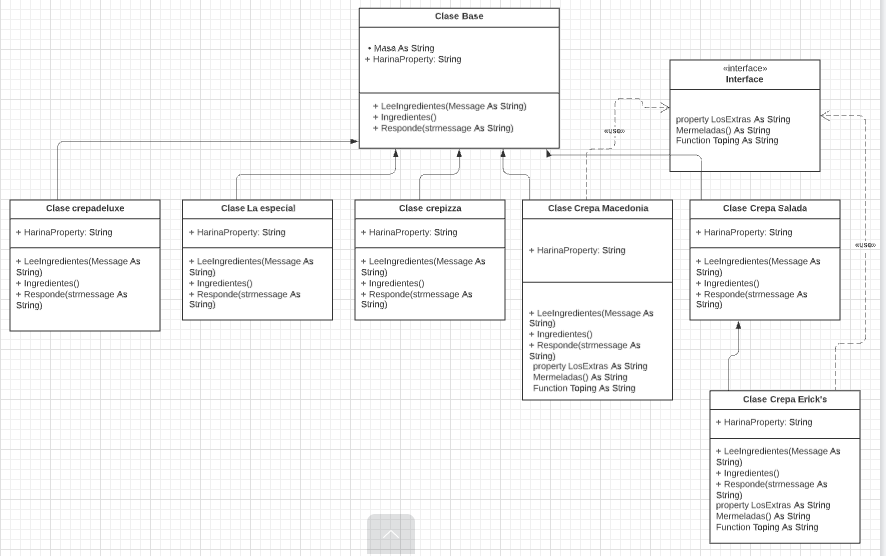 Clase Base
• Masa As String
+ HarinaProperty: String
+ LeeIngredientes(Message As String)
+ Ingredientes()
+ Responde(strmessage As String)
«interface»
Interface
property LosExtras As String
Mermeladas() As String
Function Toping As String
«use»
Clase crepadeluxe
+ HarinaProperty: String
+ LeeIngredientes(Message As
String)
+ Ingredientes()
+ Responde(strmessage As
String)
Clase La especial
+ HarinaProperty: String
+ LeeIngredientes(Message As
String)
+ Ingredientes()
+ Responde(strmessage As
String)
Clase crepizza
+ HarinaProperty: String
+ LeeIngredientes(Message As
String)
+ Ingredientes()
+ Responde(strmessage As
String)
Clase Crepa Macedonia
+ HarinaProperty: String
+ LeeIngredientes(Message As
String)
+ Ingredientes()
+ Responde(strmessage As
String)
property LosExtras As String
Mermeladas() As String
Function Toping As String
Clase Crepa Salada
+ HarinaProperty: String
+ LeeIngredientes(Message As
String)
+ Ingredientes()
+ Responde(strmessage As
String)
«use»
Clase Crepa Erick's
+ HarinaProperty: String
+ LeeIngredientes(Message As
String)
+ Ingredientes()
+ Responde(strmessage As
String)
property LosExtras As String
Mermeladas() As String
Function Toping As String